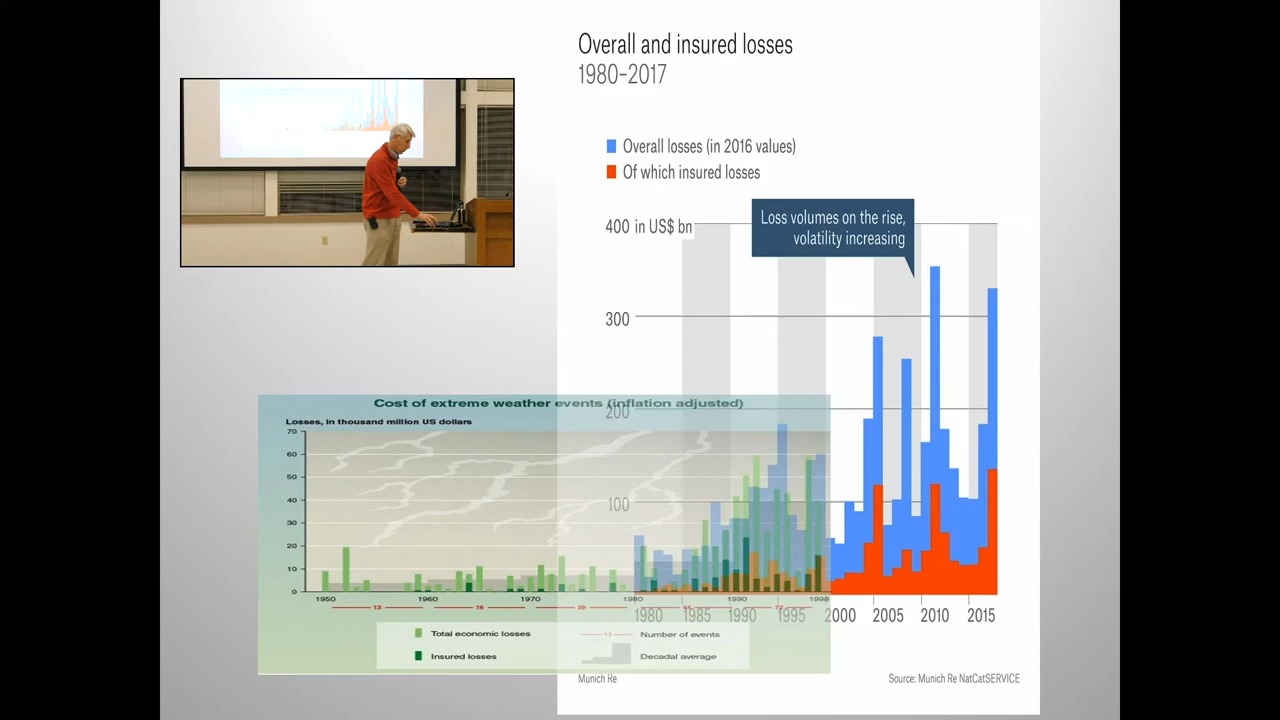 Overall and insured losses
1980–2017
Overall losses (in 2016 values)
Of which insured losses
Loss volumes on the rise,
volatility increasing
400 in US$ bn
300
200
100
1980 1985 1990 1995 2000 2005 2010 2015
Munich Re
Source: Munich Re NatCatSERVICE
Cost of extreme weather events (inflation adjusted)
Losses, in thousand million US dollars
70
60
50
40
30
20
10
0
1950 1960 1970 1980 1990 1998
13 16 29 44 72
Total economic losses
13 Number of events
Insured losses
Decadal average